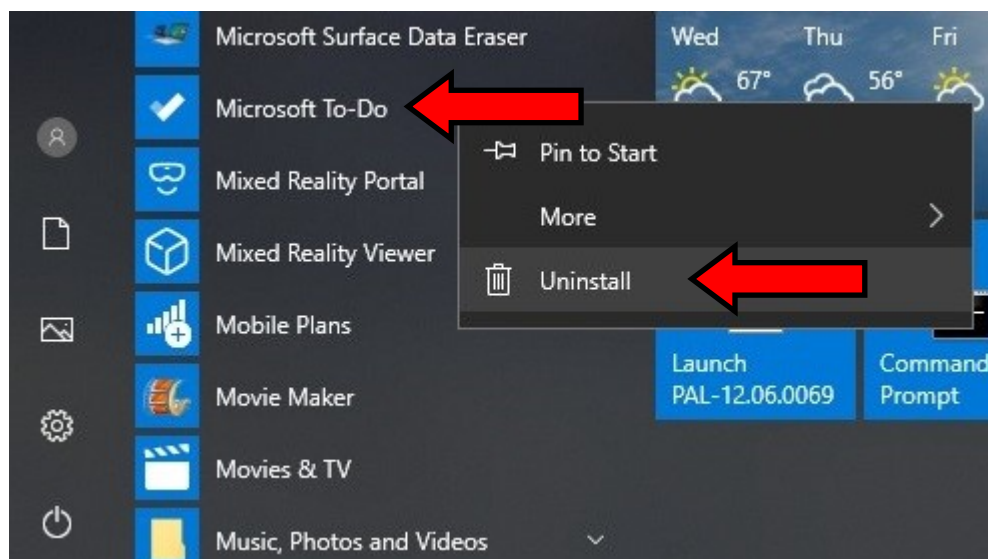 Microsoft Surface Data Eraser
Microsoft To-Do
Mixed Reality Portal
Mixed Reality Viewer
Mobile Plans
Movie Maker
Movies & TV
Music, Photos and Videos
Pin to Start
More
Uninstall
Wed Thu Fri
67° 56°
Launch
PAL-12.06.0069
Command
Prompt